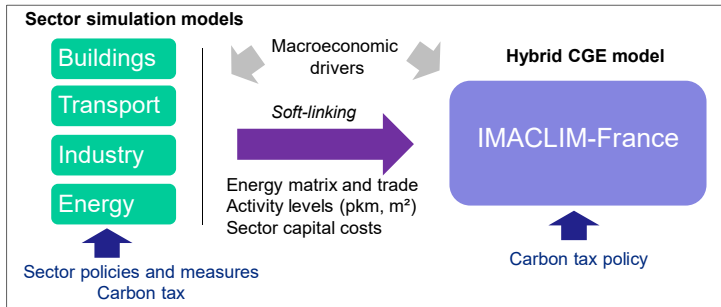 Sector simulation models
Buildings
Transport
Industry
Energy
Sector policies and measures
Carbon tax
Macroeconomic
drivers
Soft-linking
Energy matrix and trade
Activity levels (pkm, m²)
Sector capital costs
Hybrid CGE model
IMACLIM-France
Carbon tax policy